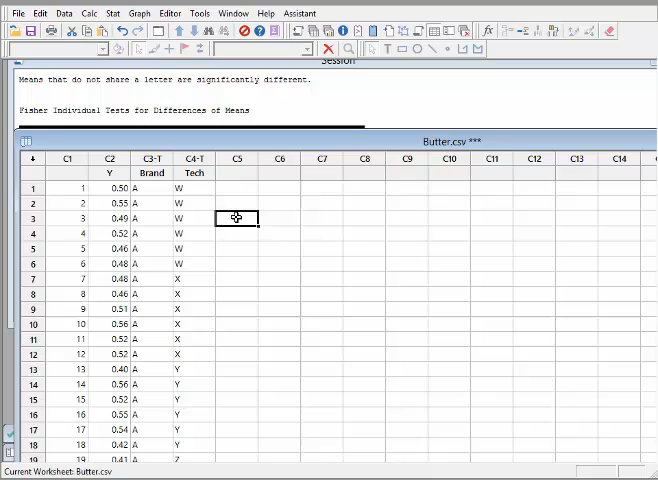 File Edit Data Calc Stat Graph Editor Tools Window Help Assistant
Session
Means that do not share a letter are significantly different.
Fisher Individual Tests for Differences of Means
Butter.csv ***
C1 C2 C3-T C4-T C5 C6 C7 C8 C9 C10 C11 C12 C13 C14
Y Brand Tech
1 1 0.50 A W
2 2 0.55 A W
3 3 0.49 A W
4 4 0.52 A W
5 5 0.46 A W
6 6 0.48 A W
7 7 0.48 A X
8 8 0.46 A X
9 9 0.51 A X
10 10 0.56 A X
11 11 0.52 A X
12 12 0.52 A X
13 13 0.40 A Y
14 14 0.56 A Y
15 15 0.52 A Y
16 16 0.55 A Y
17 17 0.54 A Y
18 18 0.42 A Y
19 19 0.41 A Z
Current Worksheet: Butter.csv